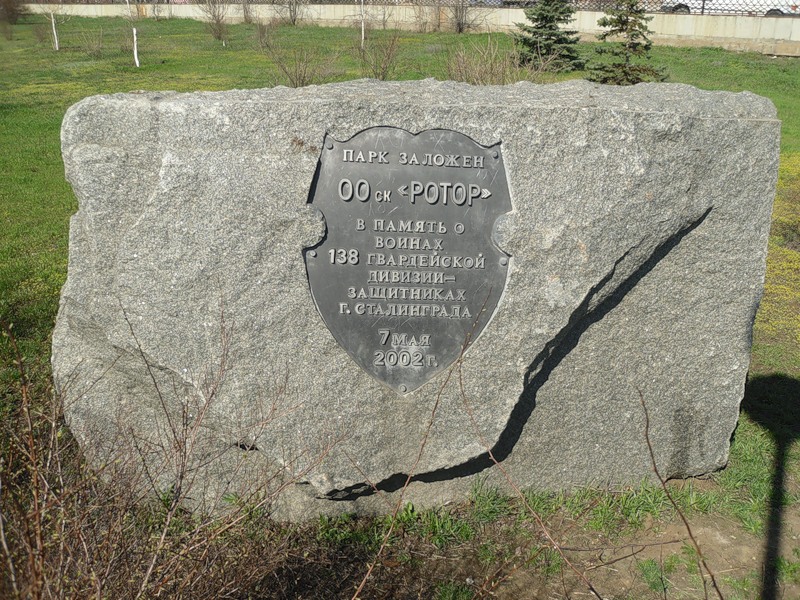 ПАРК ЗАЛОЖЕН
ОО СК «РОТОР»
В ПАМЯТЬ О
ВОИНАХ
138 ГВАРДЕЙСКОЙ
ДИВИЗИИ—
ЗАЩИТНИКАХ
Г. СТАЛИНГРАДА
7 МАЯ
2002 Г.